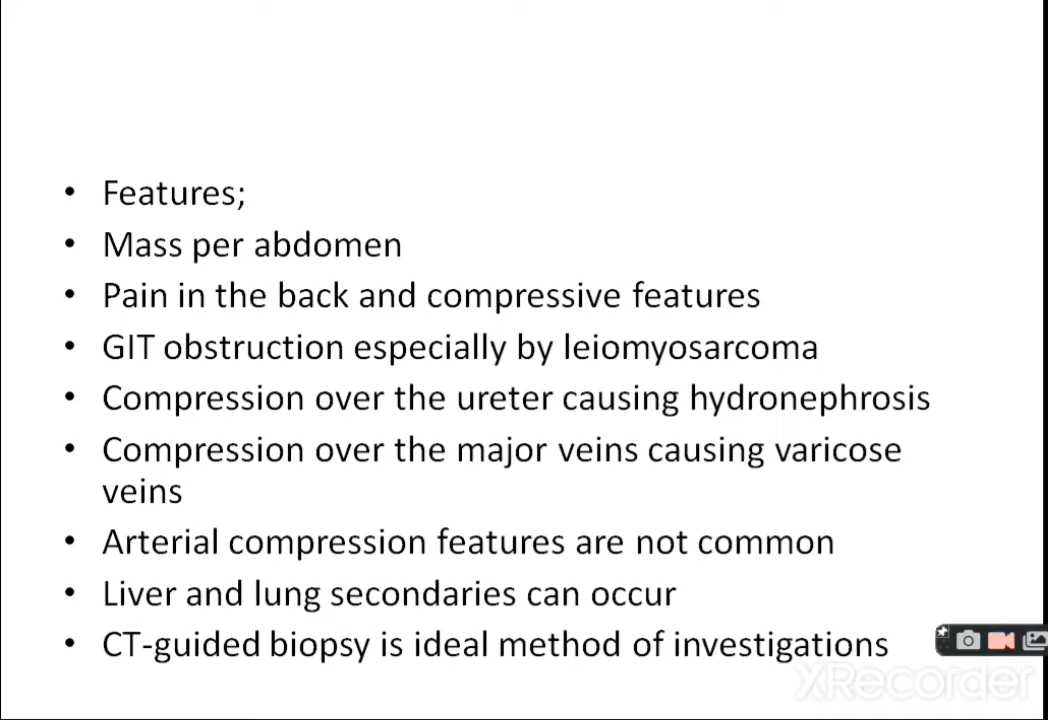 • Features;
• Mass per abdomen
• Pain in the back and compressive features
• GIT obstruction especially by leiomyosarcoma
• Compression over the ureter causing hydronephrosis
• Compression over the major veins causing varicose
veins
• Arterial compression features are not common
• Liver and lung secondaries can occur
• CT-guided biopsy is ideal method of investigations
XRecorder